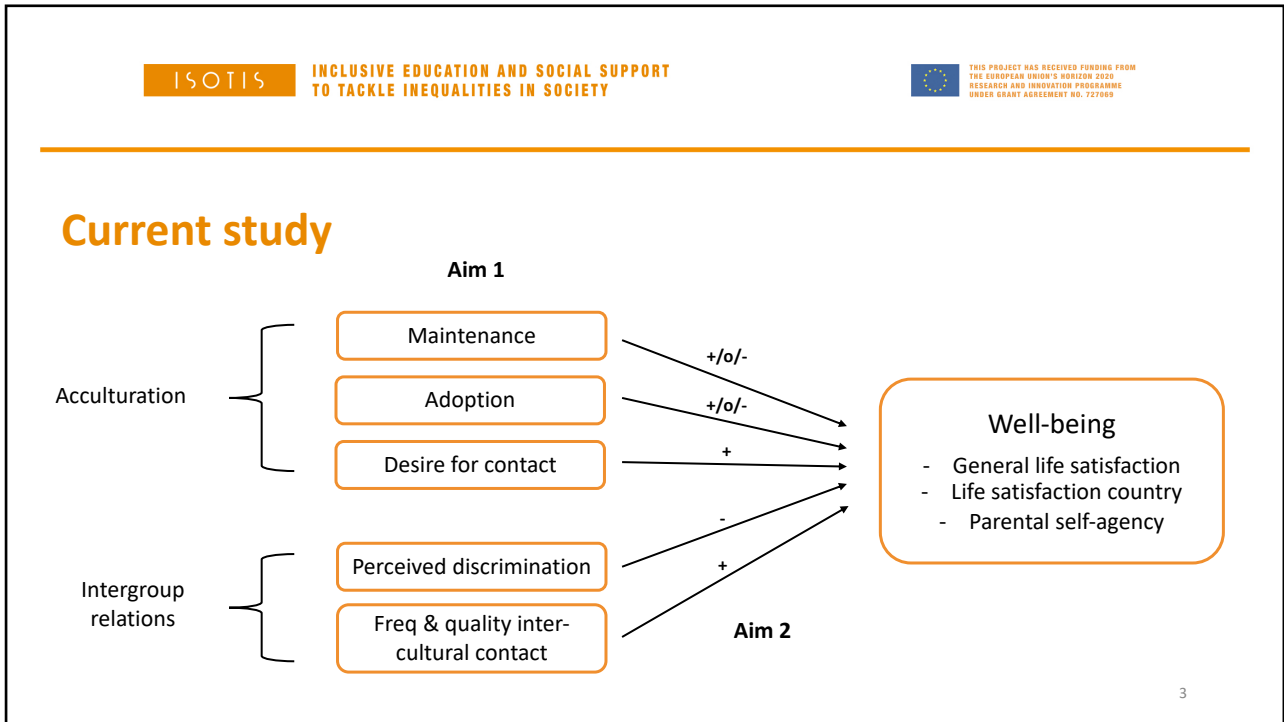 ISOTIS
INCLUSIVE EDUCATION AND SOCIAL SUPPORT
TO TACKLE INEQUALITIES IN SOCIETY
THIS PROJECT HAS RECEIVED FUNDING FROM
THE EUROPEAN UNION'S HORIZON 2020
RESEARCH AND INNOVATION PROGRAMME
UNDER GRANT AGREEMENT NO. 727069
Current study
Aim 1
Acculturation
Maintenance
+/o/-
Adoption
+/o/-
Desire for contact
+
Intergroup
relations
Perceived discrimination
-
Freq & quality inter-
cultural contact
+
Aim 2
Well-being
- General life satisfaction
- Life satisfaction country
- Parental self-agency
3